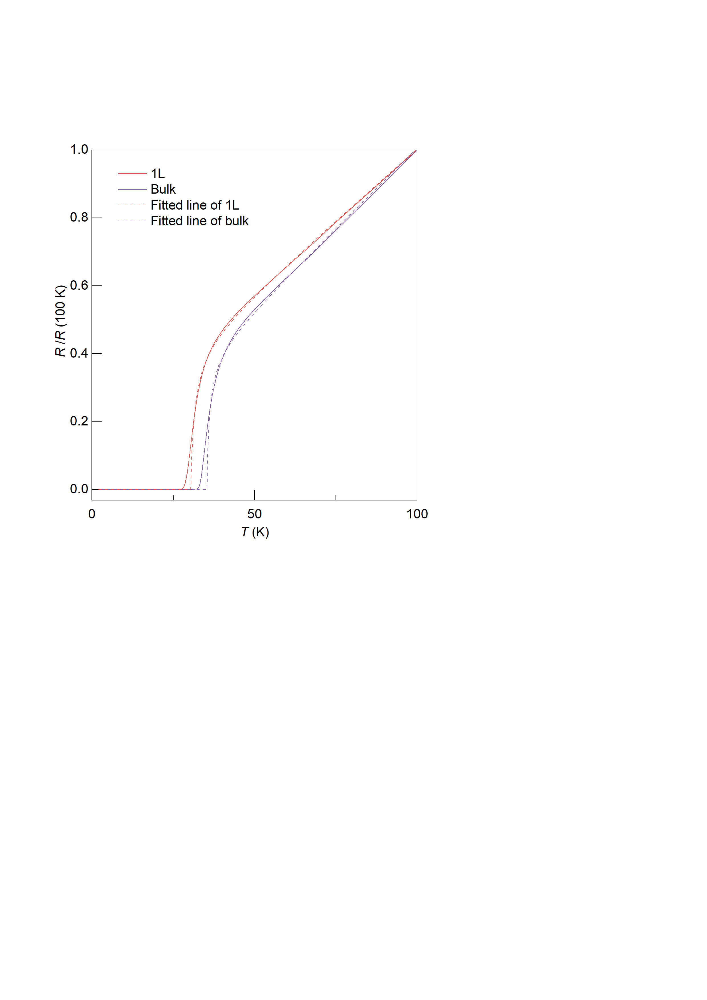 1.0
1L
Bulk
Fitted line of 1L
0.8
Fitted line of bulk
0.6
R/R (100 K)
0.4
0.2
0.0
0 50 100
T (K)